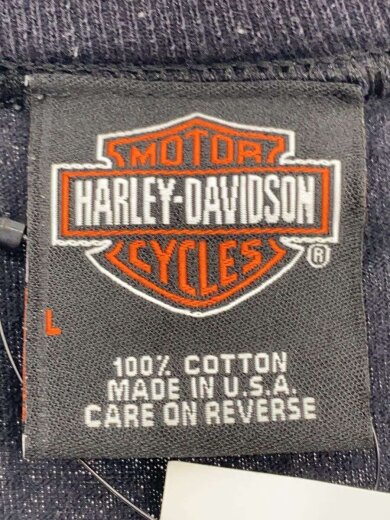 MOTOR
HARLEY-DAVIDSON
CYCLES
®
L
100% COTTON
MADE IN U.S.A.
CARE ON REVERSE